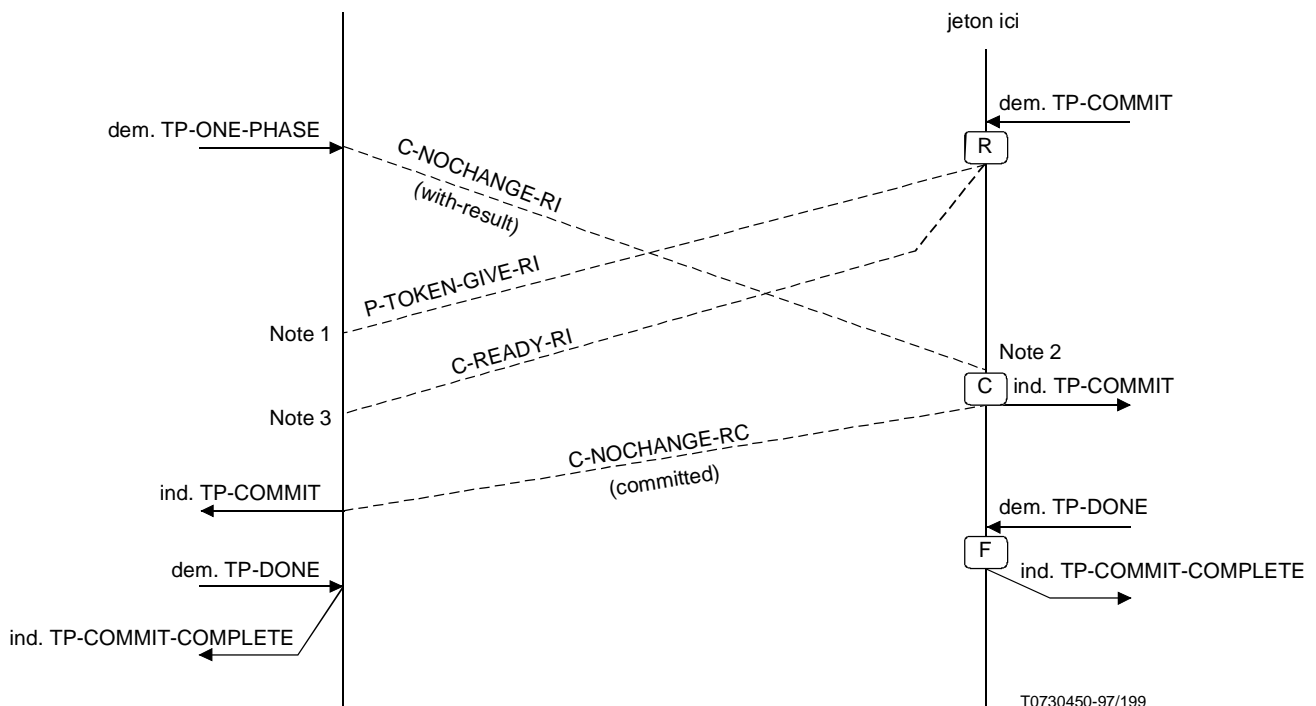 jeton ici
dem. TP-COMMIT
dem. TP-ONE-PHASE
R
C-NOCHANGE-RI
(with-result)
P-TOKEN-GIVE-RI
Note 1
C-READY-RI
Note 2
C
ind. TP-COMMIT
Note 3
C-NOCHANGE-RC
(committed)
ind. TP-COMMIT
dem. TP-DONE
F
dem. TP-DONE
ind. TP-COMMIT-COMPLETE
ind. TP-COMMIT-COMPLETE
T0730450-97/199